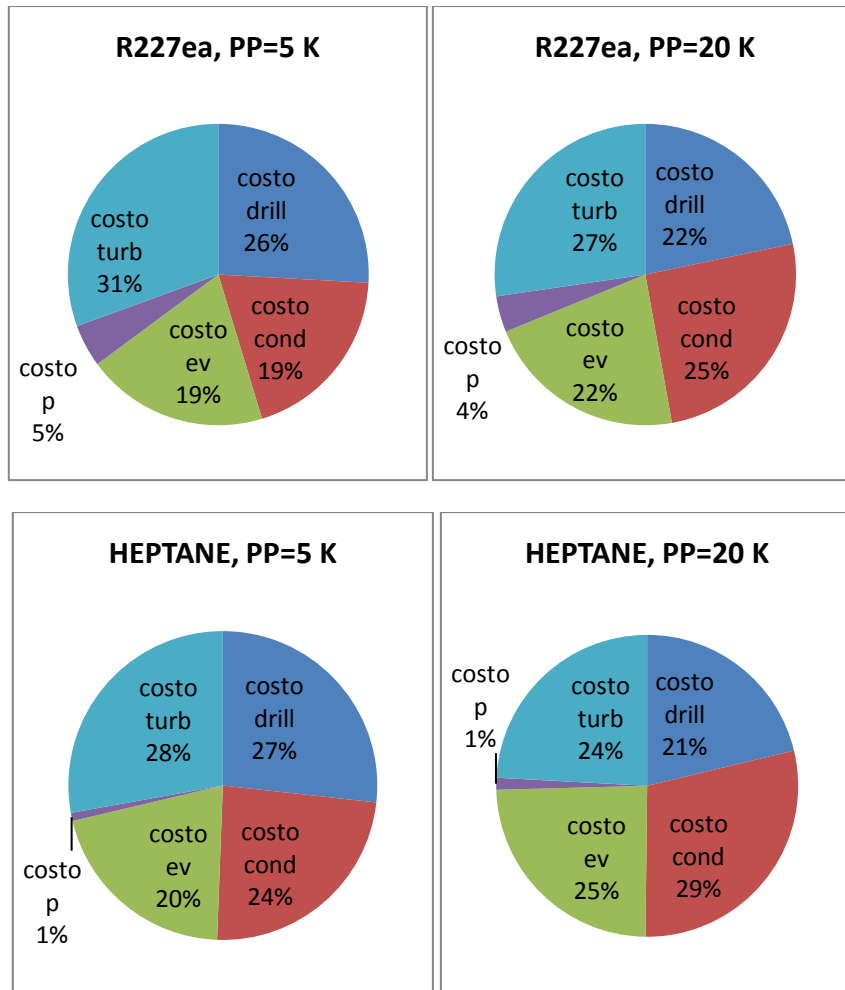 R227ea, PP=5 K
costo
drill
26%
costo
cond
19%
costo
ev
19%
costo
p
5%
costo
turb
31%
R227ea, PP=20 K
costo
drill
22%
costo
cond
25%
costo
ev
22%
costo
p
4%
costo
turb
27%
HEPTANE, PP=5 K
costo
drill
27%
costo
cond
24%
costo
ev
20%
costo
p
1%
costo
turb
28%
HEPTANE, PP=20 K
costo
drill
21%
costo
cond
29%
costo
ev
25%
costo
p
1%
costo
turb
24%